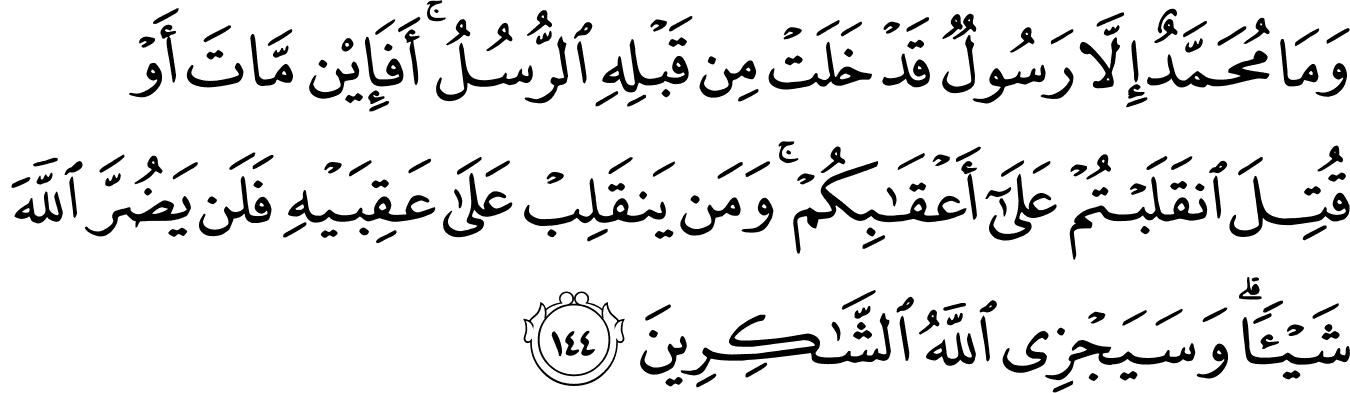 وَمَا مُحَمَّدٌ إِلَّا رَسُولٌ قَدْ خَلَتْ مِن قَبْلِهِ ٱلرُّسُلُ ۚ أَفَإِي۟ن مَّاتَ أَوْ
قُتِلَ ٱنقَلَبْتُمْ عَلَىٰٓ أَعْقَـٰبِكُمْ ۚ وَمَن يَنقَلِبْ عَلَىٰ عَقِبَيْهِ فَلَن يَضُرَّ ٱللَّهَ
شَيْـًٔا ۗ وَسَيَجْزِى ٱللَّهُ ٱلشَّـٰكِرِينَ ١٤٤